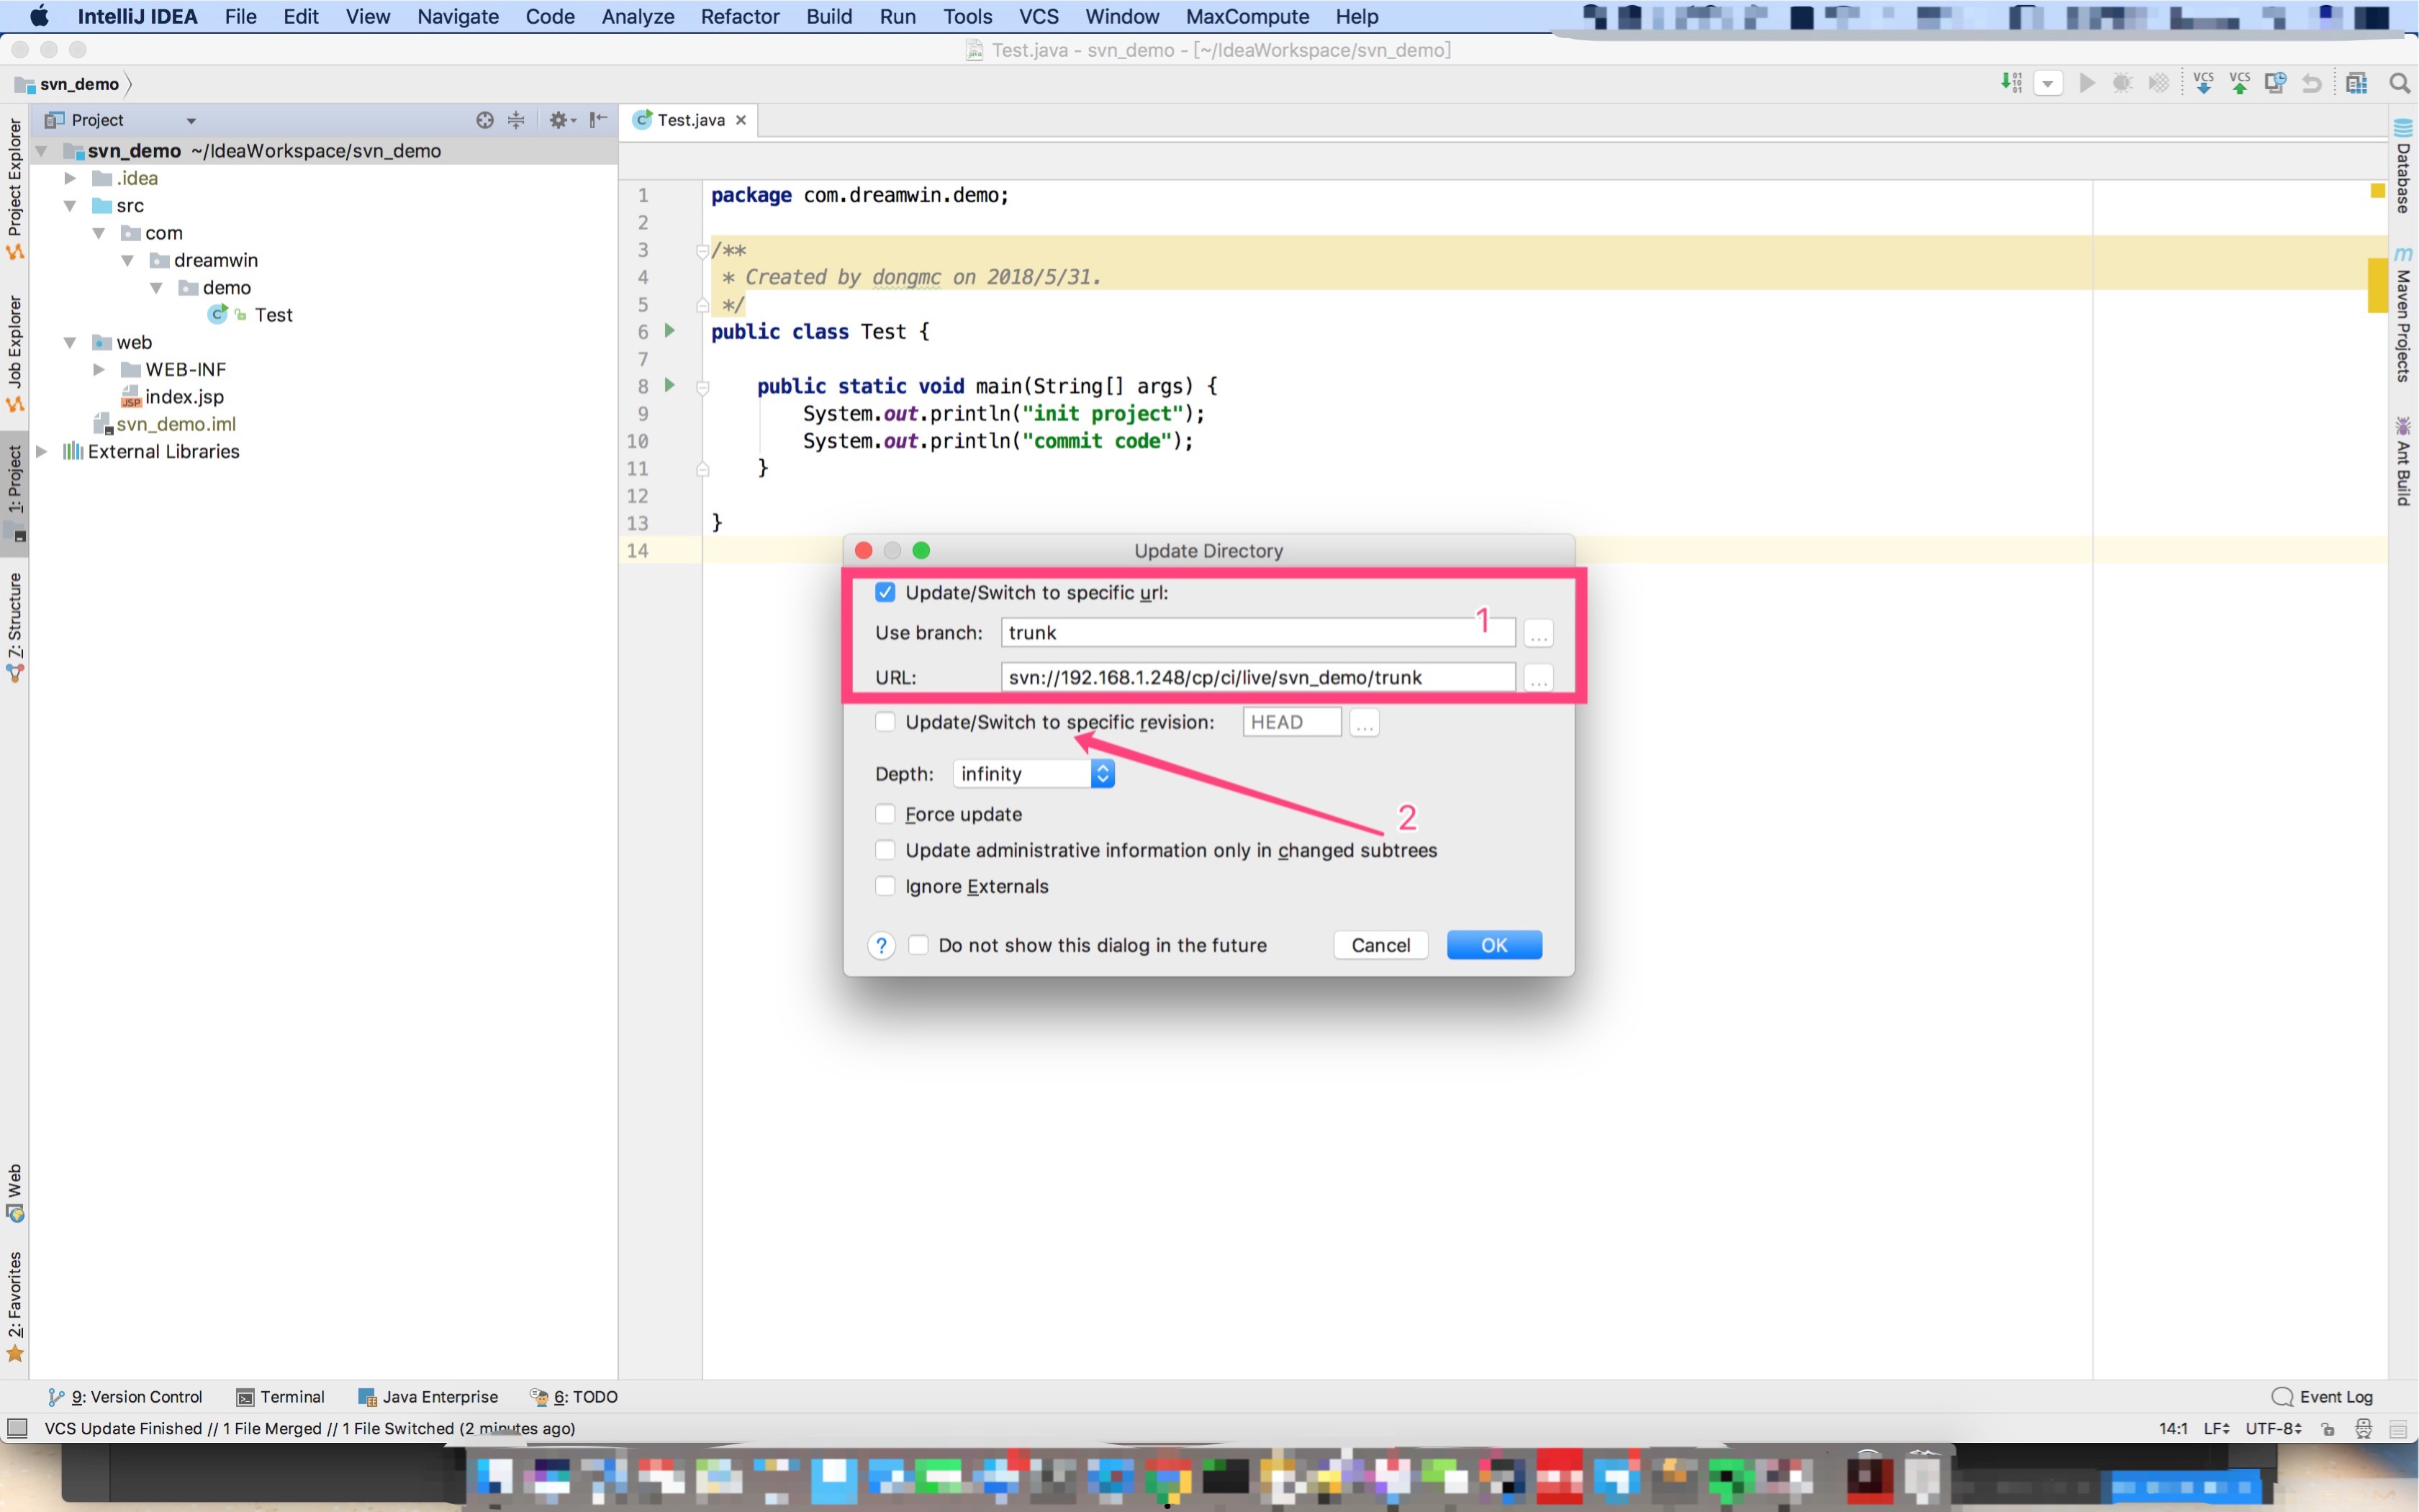 IntelliJ IDEA File Edit View Navigate Code Analyze Refactor Build Run Tools VCS Window MaxCompute Help
Test.java - svn_demo - [~/IdeaWorkspace/svn_demo]
svn_demo
VCS VCS
Project
Test.java
svn_demo ~/IdeaWorkspace/svn_demo
.idea
src
com
dreamwin
demo
Test
web
WEB-INF
JSP index.jsp
svn_demo.iml
External Libraries
Project Explorer
Job Explorer
1: Project
7: Structure
Web
2: Favorites
1 package com.dreamwin.demo;
2
3 /**
4 * Created by dongmc on 2018/5/31.
5 */
6 public class Test {
7
8 public static void main(String[] args) {
9 System.out.println("init project");
10 System.out.println("commit code");
11 }
12
13 }
14
Database
Maven Projects
Ant Build
Update Directory
Update/Switch to specific url:
1
Use branch: trunk ...
URL: svn://192.168.1.248/cp/ci/live/svn_demo/trunk ...
Update/Switch to specific revision: HEAD ...
Depth: infinity
Force update
2
Update administrative information only in changed subtrees
Ignore Externals
? Do not show this dialog in the future Cancel OK
9: Version Control Terminal Java Enterprise 6: TODO Event Log
VCS Update Finished // 1 File Merged // 1 File Switched (2 minutes ago) 14:1 LF UTF-8